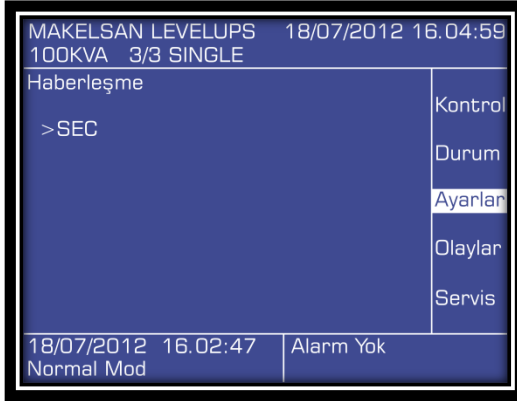 MAKELSAN LEVELUPS 18/07/2012 16.04:59
100KVA 3/3 SINGLE
Haberleşme
>SEC
Kontrol
Durum
Ayarlar
Olaylar
Servis
18/07/2012 16.02:47 Alarm Yok
Normal Mod